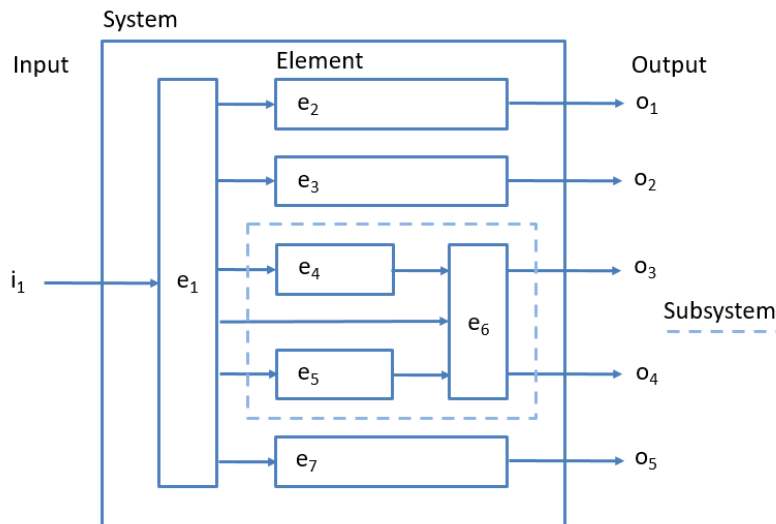 System
Input
Element
Output
e₂
o₁
e₃
o₂
e₄
o₃
i₁
e₁
Subsystem
e₆
e₅
o₄
e₇
o₅